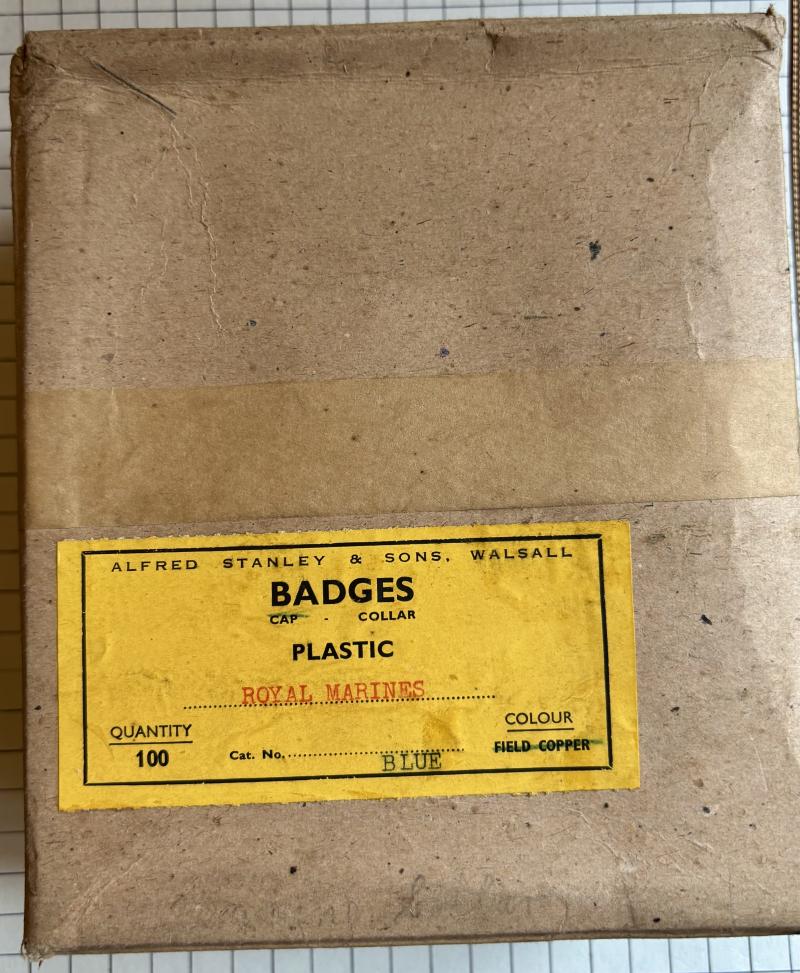 ALFRED STANLEY & SONS, WALSALL
BADGES
CAP - COLLAR
PLASTIC
ROYAL MARINES
QUANTITY
100
Cat. No.
BLUE
COLOUR
FIELD COPPER